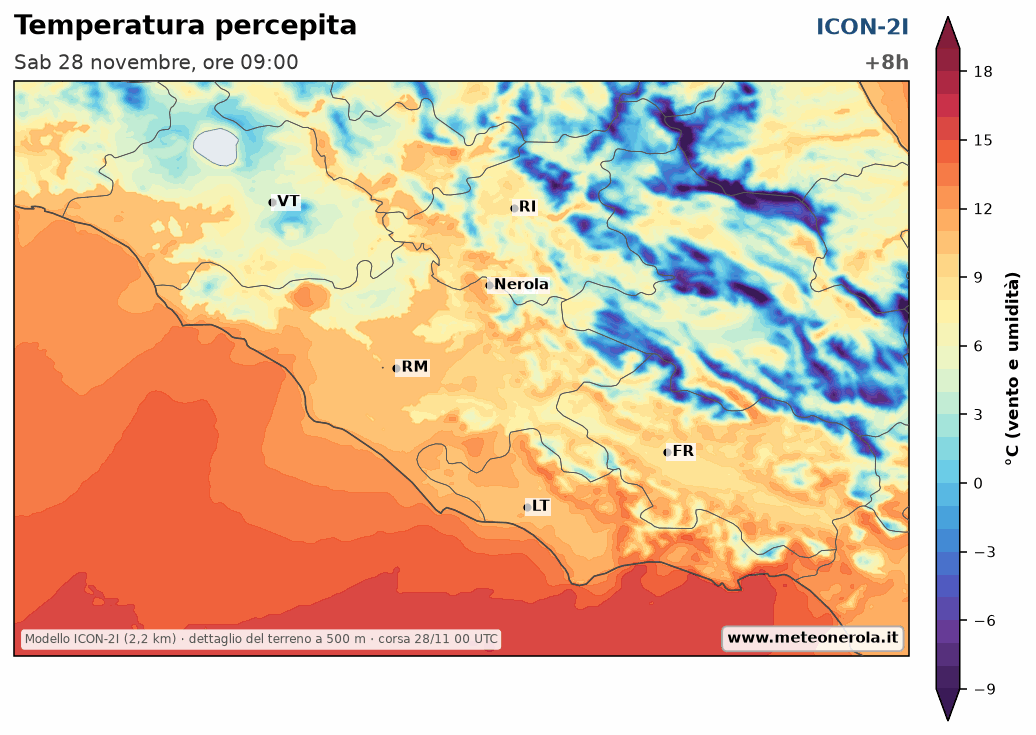 Temperatura percepita
ICON-2I
Sab 28 novembre, ore 09:00
+8h
VT
RI
Nerola
RM
FR
LT
Modello ICON-2I (2,2 km) · dettaglio del terreno a 500 m · corsa 28/11 00 UTC
www.meteonerola.it
18
15
12
9
6
3
0
−3
−6
−9
°C (vento e umidità)